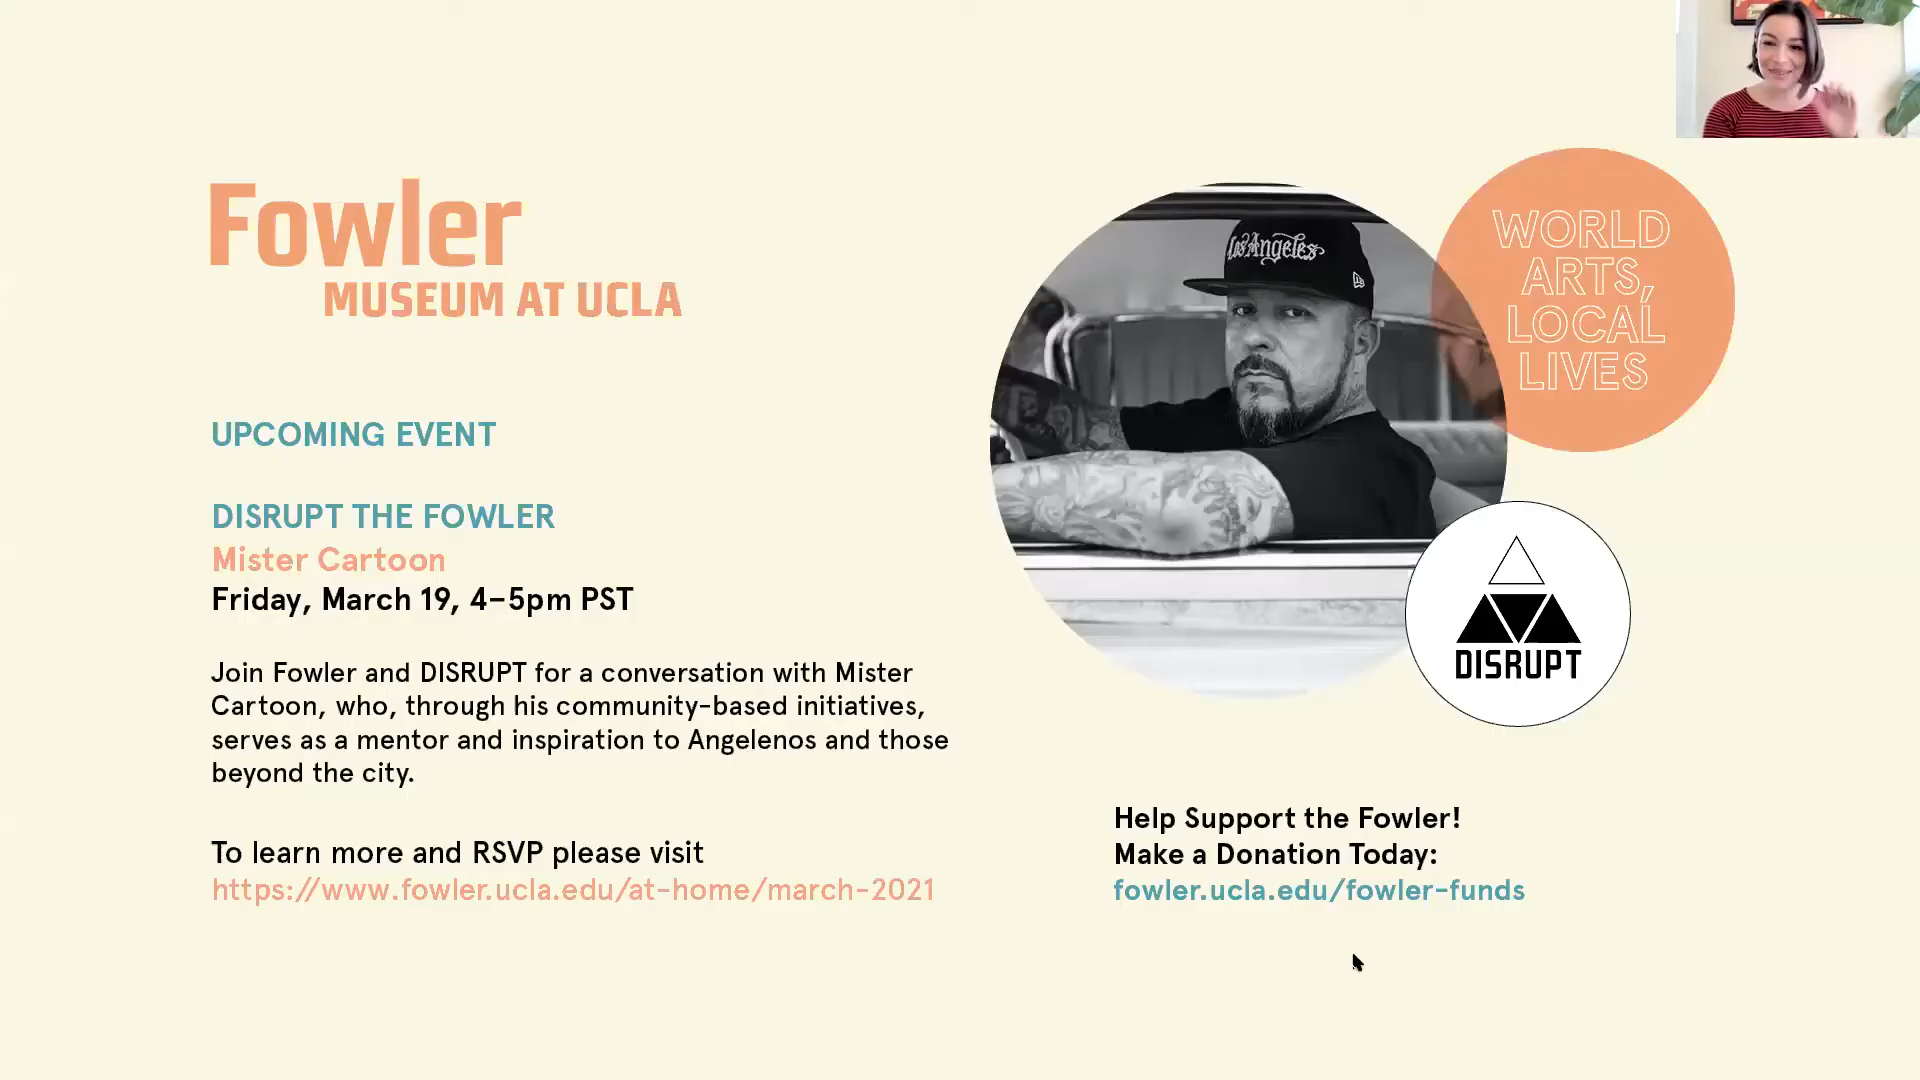 Fowler
MUSEUM AT UCLA
UPCOMING EVENT
DISRUPT THE FOWLER
Mister Cartoon
Friday, March 19, 4–5pm PST
Join Fowler and DISRUPT for a conversation with Mister
Cartoon, who, through his community-based initiatives,
serves as a mentor and inspiration to Angelenos and those
beyond the city.
To learn more and RSVP please visit
https://www.fowler.ucla.edu/at-home/march-2021
Los Angeles
WORLD
ARTS,
LOCAL
LIVES
DISRUPT
Help Support the Fowler!
Make a Donation Today:
fowler.ucla.edu/fowler-funds